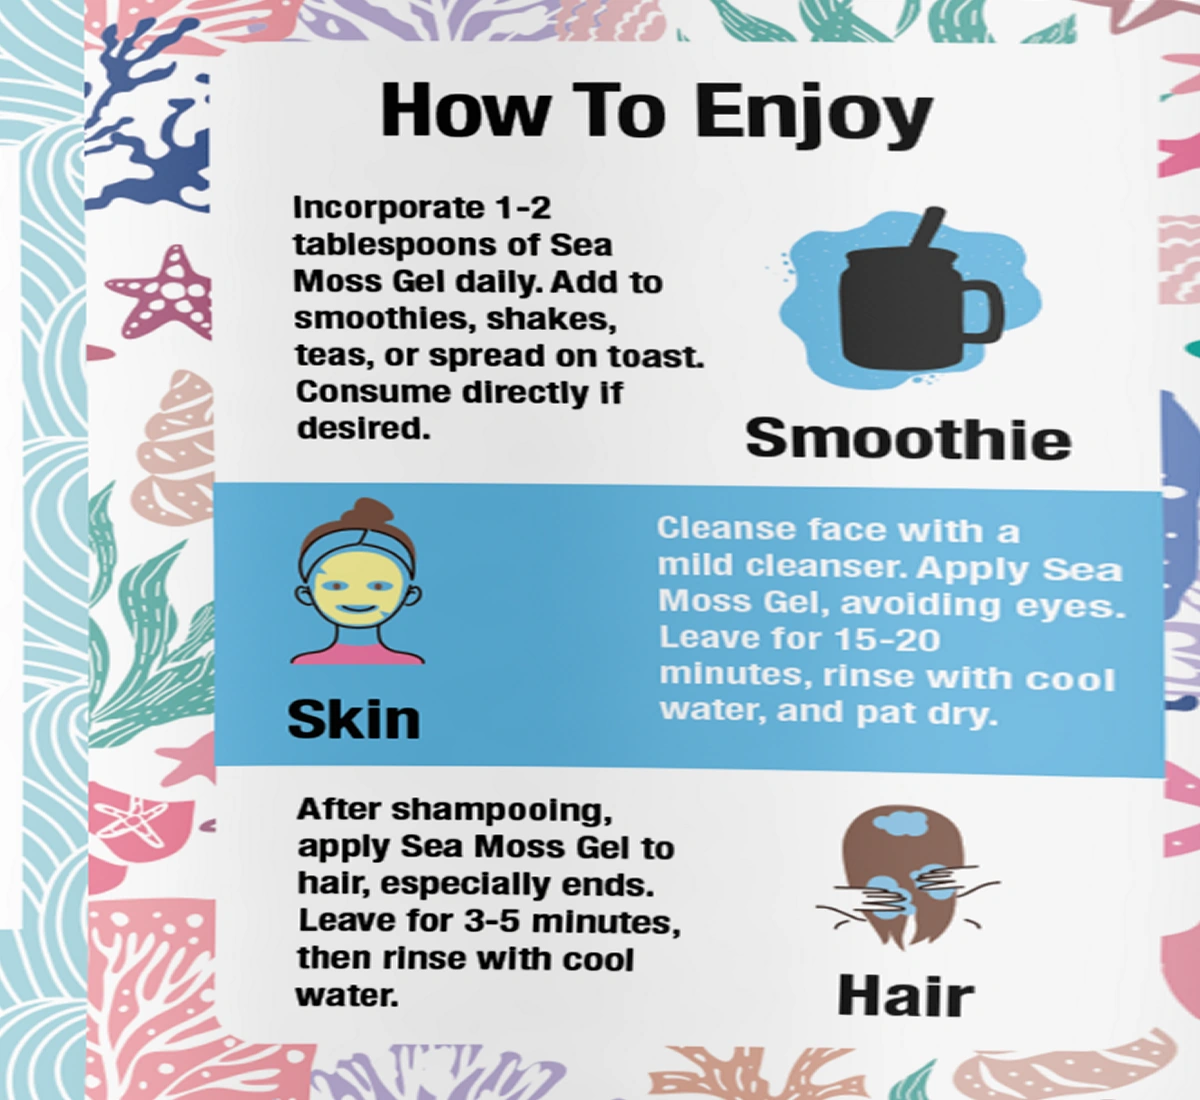 How To Enjoy
Incorporate 1-2
tablespoons of Sea
Moss Gel daily. Add to
smoothies, shakes,
teas, or spread on toast.
Consume directly if
desired.
Smoothie
Cleanse face with a
mild cleanser. Apply Sea
Moss Gel, avoiding eyes.
Leave for 15-20
minutes, rinse with cool
water, and pat dry.
Skin
After shampooing,
apply Sea Moss Gel to
hair, especially ends.
Leave for 3-5 minutes,
then rinse with cool
water.
Hair